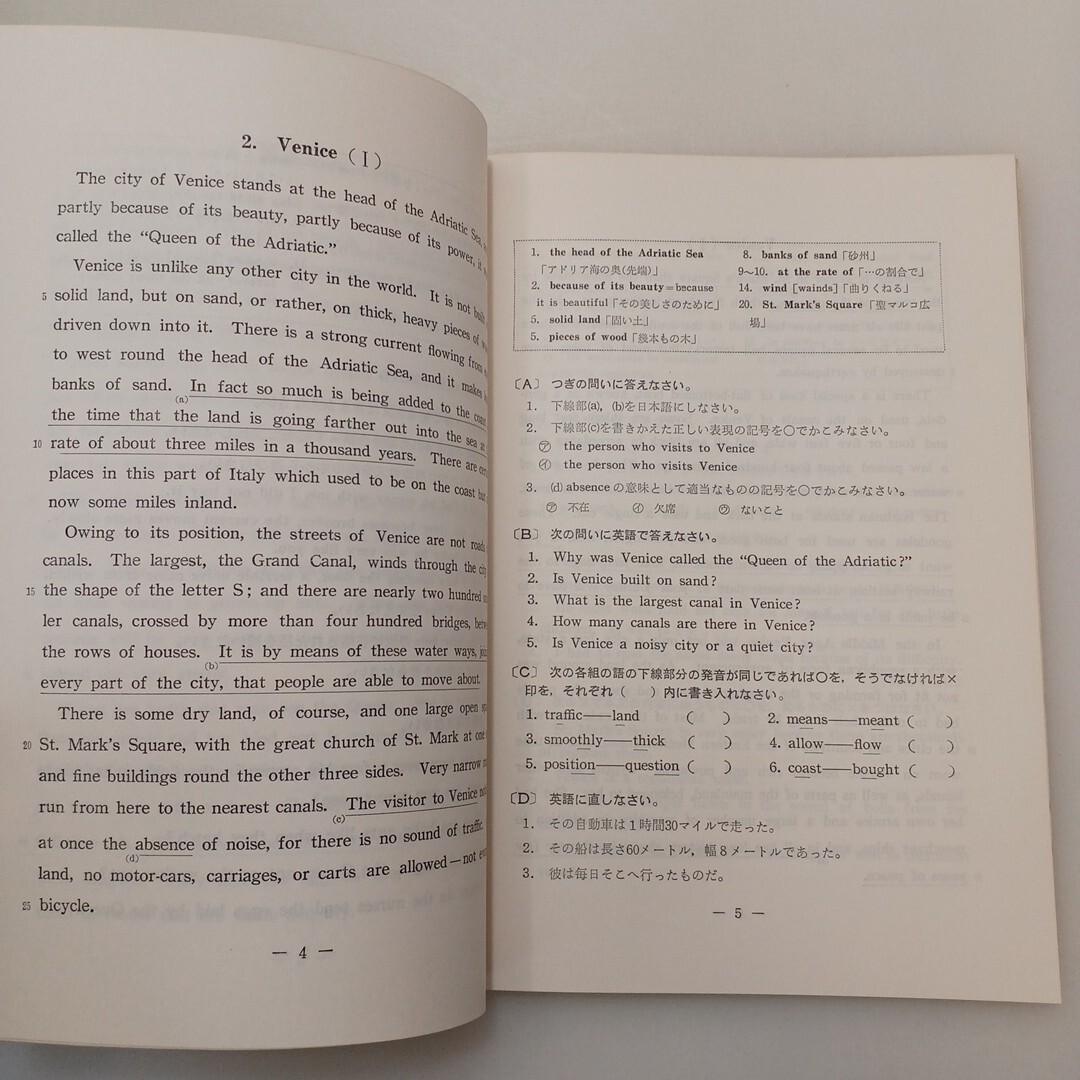 2. Venice (Ⅰ)
The city of Venice stands at the head of the Adriatic Sea,
partly because of its beauty, partly because of its power, it
called the “Queen of the Adriatic.”
Venice is unlike any other city in the world. It is not built
5 solid land, but on sand, or rather, on thick, heavy pieces of
driven down into it. There is a strong current flowing from
to west round the head of the Adriatic Sea, and it makes
banks of sand. In fact so much is being added to the coast
(a)
the time that the land is going farther out into the sea at
10 rate of about three miles in a thousand years. There are
places in this part of Italy which used to be on the coast but
now some miles inland.
Owing to its position, the streets of Venice are not roads
canals. The largest, the Grand Canal, winds through the city
15 the shape of the letter S; and there are nearly two hundred
ler canals, crossed by more than four hundred bridges,
the rows of houses. It is by means of these water ways,
(b)
every part of the city, that people are able to move about.
There is some dry land, of course, and one large open
20 St. Mark's Square, with the great church of St. Mark at one
and fine buildings round the other three sides. Very narrow
run from here to the nearest canals. The visitor to Venice
(c)
at once the absence of noise, for there is no sound of traffic.
(d)
land, no motor-cars, carriages, or carts are allowed—not
25 bicycle.
— 4 —
1. the head of the Adriatic Sea
「アドリア海の奥(先端)」
2. because of its beauty=because
it is beautiful「その美しさのために」
5. solid land「固い土」
5. pieces of wood「幾本もの木」
8. banks of sand「砂州」
9～10. at the rate of「…の割合で」
14. wind [waind]「曲りくねる」
20. St. Mark's Square「聖マルコ広
場」
〔A〕 つぎの問いに答えなさい。
1. 下線部(a), (b)を日本語にしなさい。
2. 下線部(c)を書きかえた正しい表現の記号を○でかこみなさい。
㋐ the person who visits to Venice
㋑ the person who visits Venice
3. (d) absence の意味として適当なものの記号を○でかこみなさい。
㋐ 不在 ㋑ 欠席 ㋒ ないこと
〔B〕 次の問いに英語で答えなさい。
1. Why was Venice called the “Queen of the Adriatic?”
2. Is Venice built on sand?
3. What is the largest canal in Venice?
4. How many canals are there in Venice?
5. Is Venice a noisy city or a quiet city?
〔C〕 次の各組の語の下線部分の発音が同じであれば○を，そうでなければ×
印を，それぞれ（　）内に書き入れなさい。
1. traffic——land (　) 2. means——meant (　)
3. smoothly——thick (　) 4. allow——flow (　)
5. position——question (　) 6. coast——bought (　)
〔D〕 英語に直しなさい。
1. その自動車は1時間30マイルで走った。
2. その船は長さ60メートル，幅8メートルであった。
3. 彼は毎日そこへ行ったものだ。
— 5 —